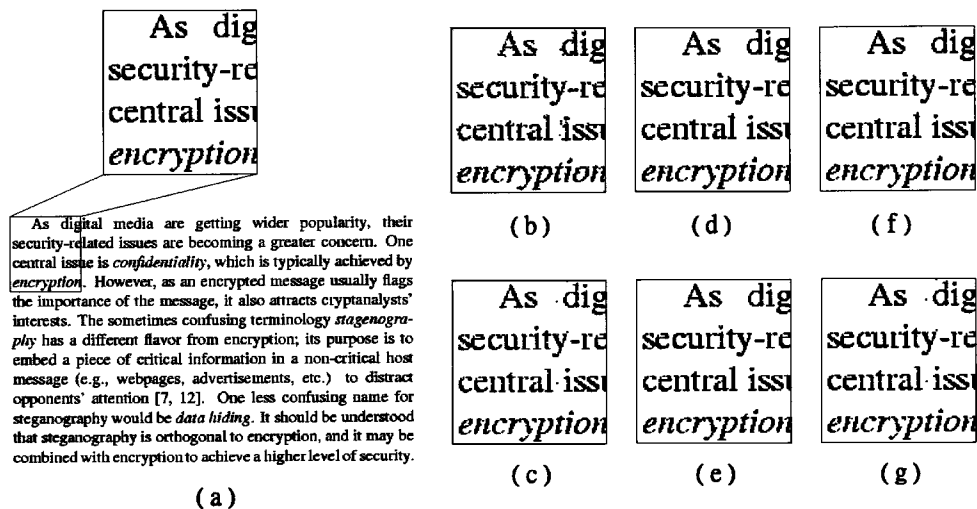 As dig
security-re
central issu
encryption
As digital media are getting wider popularity, their
security-related issues are becoming a greater concern. One
central issue is confidentiality, which is typically achieved by
encryption. However, as an encrypted message usually flags
the importance of the message, it also attracts cryptanalysts'
interests. The sometimes confusing terminology stagenogra-
phy has a different flavor from encryption; its purpose is to
embed a piece of critical information in a non-critical host
message (e.g., webpages, advertisements, etc.) to distract
opponents' attention [7, 12]. One less confusing name for
steganography would be data hiding. It should be understood
that steganography is orthogonal to encryption, and it may be
combined with encryption to achieve a higher level of security.
(a)
As dig
security-re
central issu
encryption
(b)
As dig
security-re
central issu
encryption
(d)
As dig
security-re
central issu
encryption
(f)
As dig
security-re
central issu
encryption
(c)
As dig
security-re
central issu
encryption
(e)
As dig
security-re
central issu
encryption
(g)